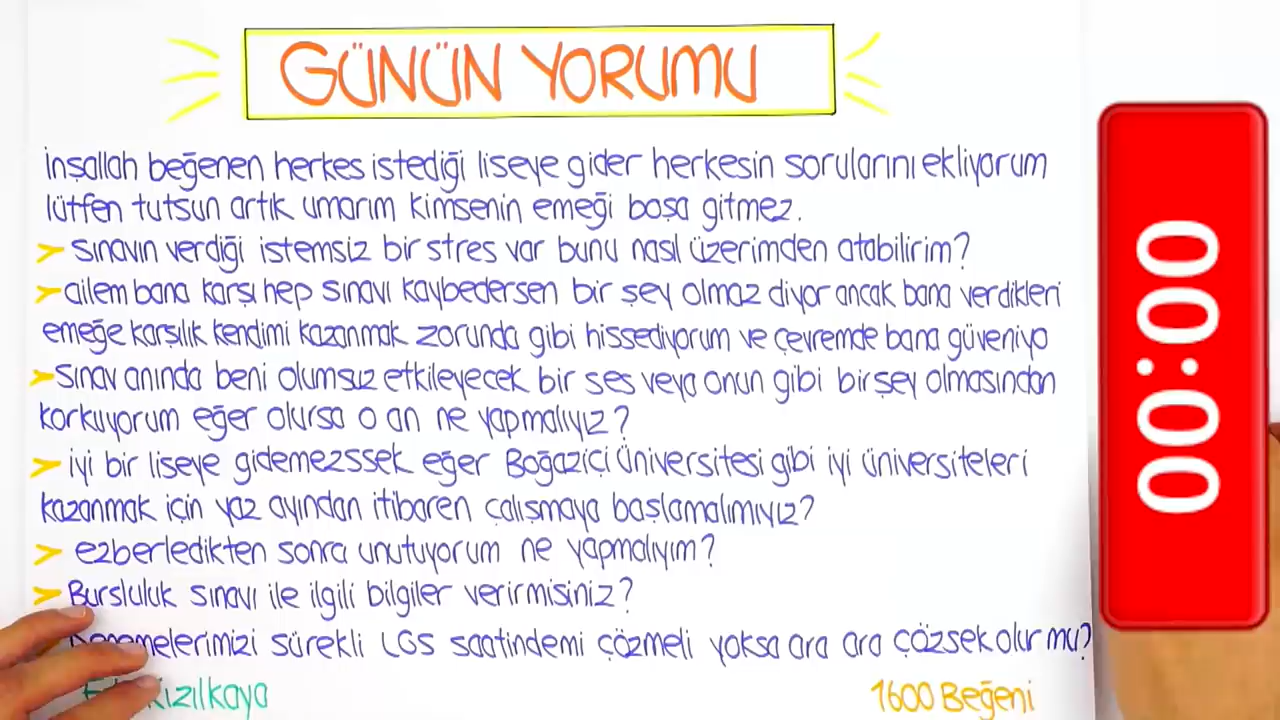 GÜNÜN YORUMU
İnşallah beğenen herkes istediği liseye gider herkesin sorularını ekliyorum
lütfen tutsun artık umarım kimsenin emeği boşa gitmez.
➤ sınavın verdiği istemsiz bir stres var bunu nasıl üzerimden atabilirim?
➤ ailem bana karşı hep sınavı kaybedersen bir şey olmaz diyor ancak bana verdikleri
emeğe karşılık kendimi kazanmak zorunda gibi hissediyorum ve çevremde bana güveniyo
➤ Sınav anında beni olumsuz etkileyecek bir ses veya onun gibi birşey olmasından
korkuyorum eğer olursa o an ne yapmalıyız?
➤ iyi bir liseye gidemezssek eğer Boğaziçi Üniversitesi gibi iyi üniversiteleri
kazanmak için yaz ayından itibaren çalışmaya başlamalımıyız?
➤ ezberledikten sonra unutuyorum ne yapmalıyım?
➤ Bursluluk sınavı ile ilgili bilgiler verirmisiniz?
Denemelerimizi sürekli LGS saatindemi çözmeli yoksa ara ara çözsek olur mu?
Kızılkaya
1600 Beğeni
00:00